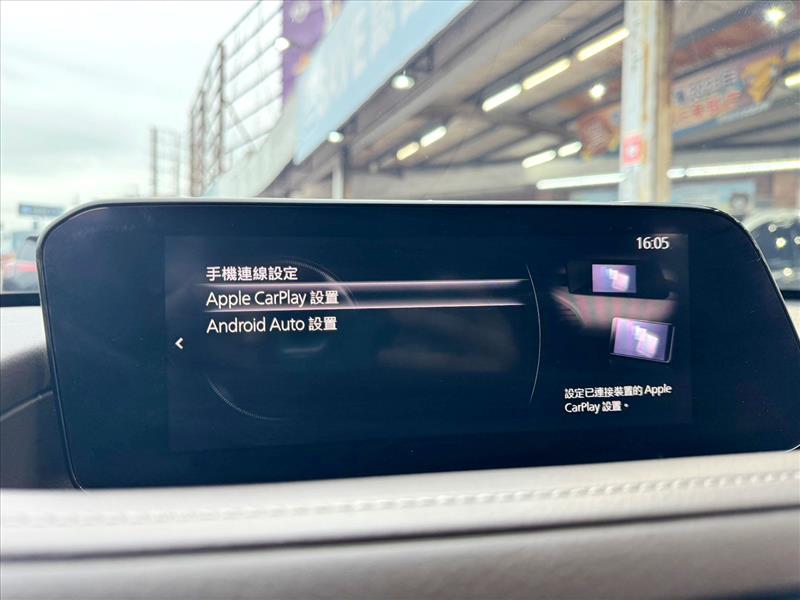 16:05
手機連線設定
Apple CarPlay 設置
Android Auto 設置
設定已連接裝置的 Apple
CarPlay 設置。